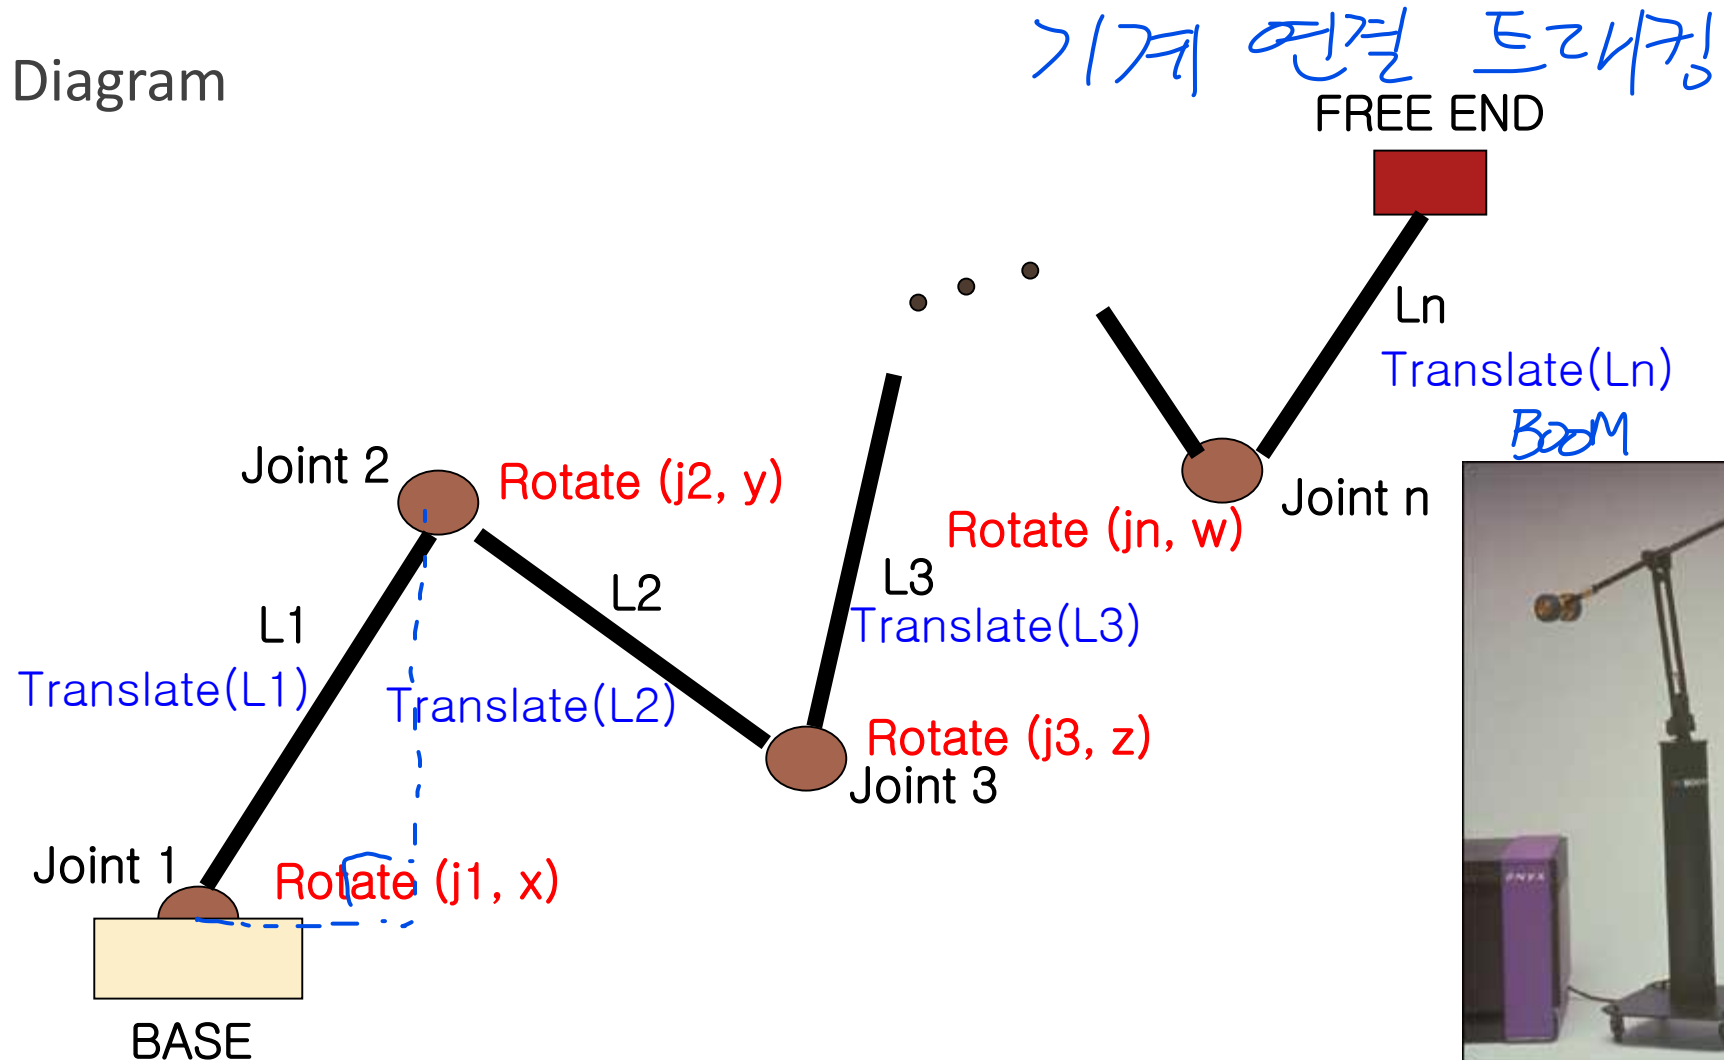 Diagram
기계 연결 트래킹
FREE END
Ln
Translate(Ln)
BOOM
Joint 2
Rotate (j2, y)
Joint n
Rotate (jn, w)
L3
Translate(L3)
L2
Translate(L2)
L1
Translate(L1)
Rotate (j3, z)
Joint 3
Joint 1
Rotate (j1, x)
BASE
ONYX